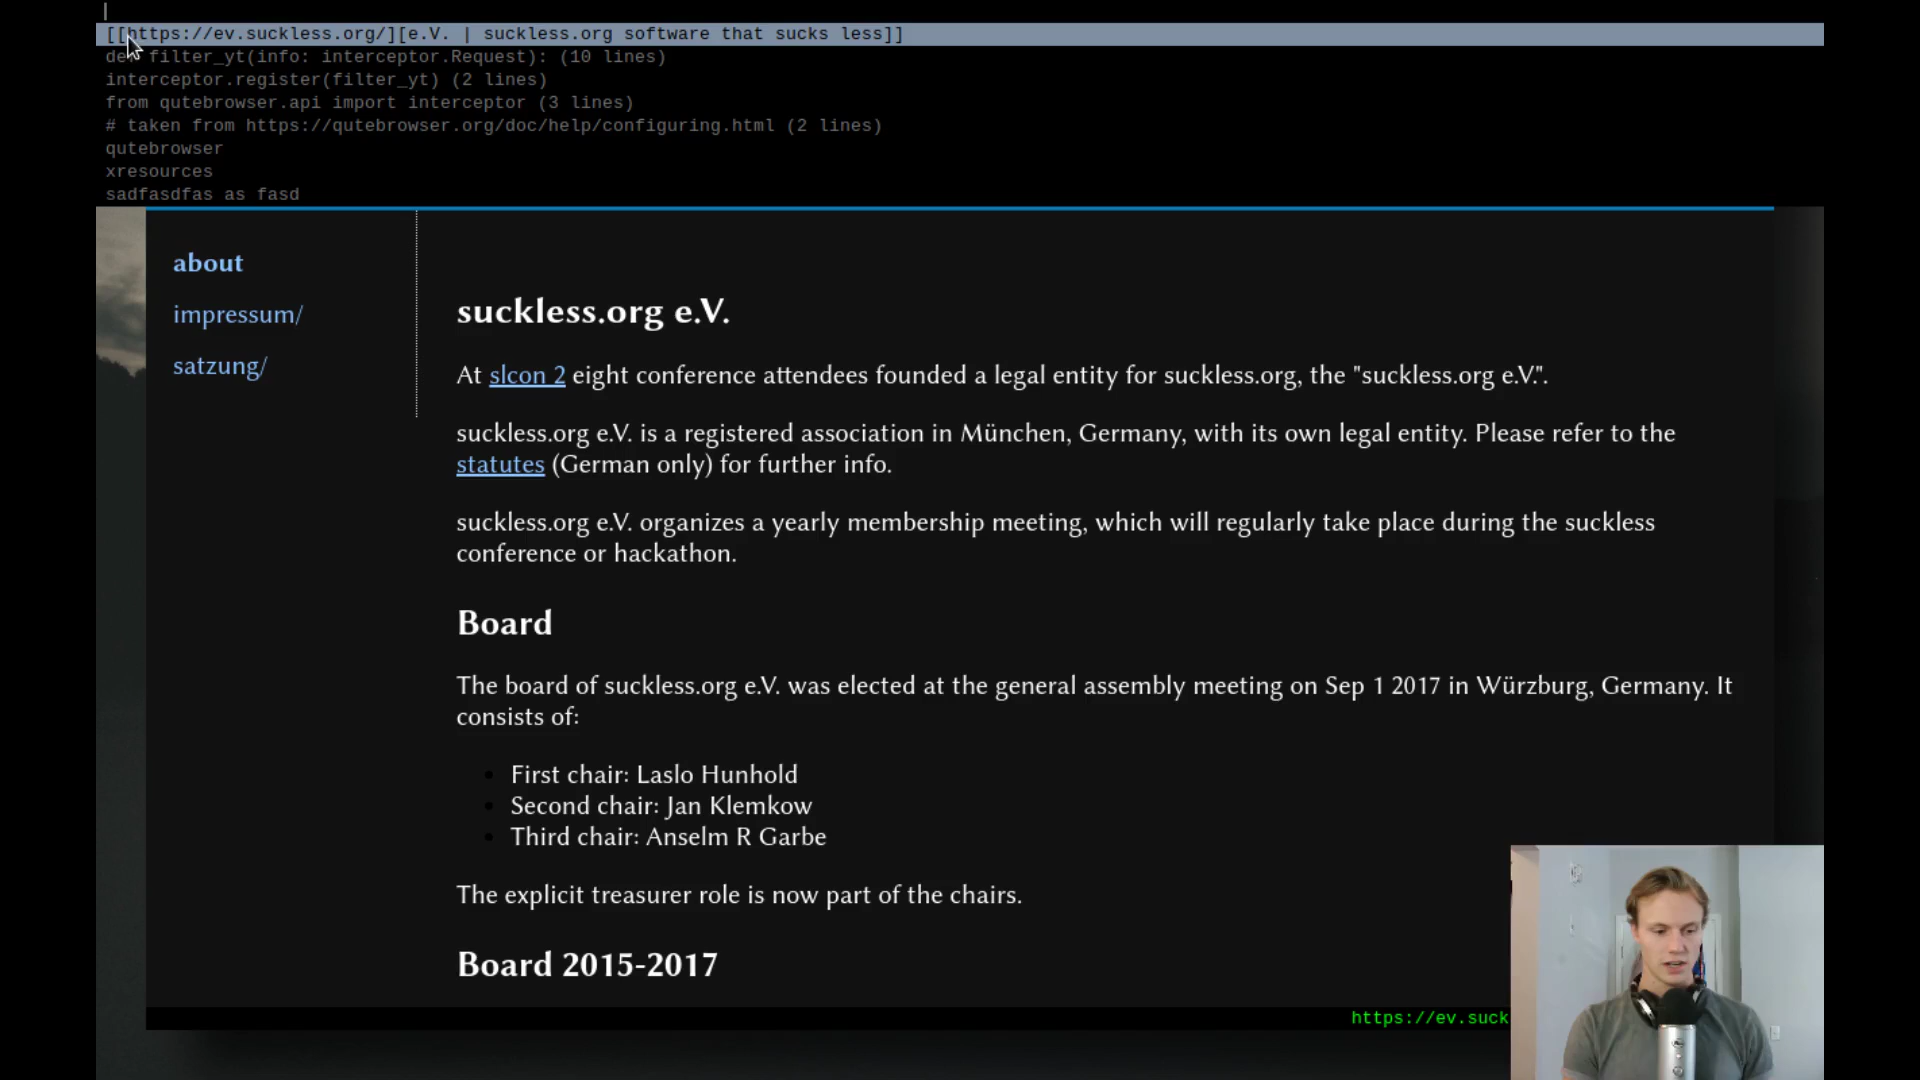 [[https://ev.suckless.org/][e.V. | suckless.org software that sucks less]]
def filter_yt(info: interceptor.Request): (10 lines)
interceptor.register(filter_yt) (2 lines)
from qutebrowser.api import interceptor (3 lines)
# taken from https://qutebrowser.org/doc/help/configuring.html (2 lines)
qutebrowser
xresources
sadfasdfas as fasd
about
impressum/
satzung/
suckless.org e.V.
At slcon 2 eight conference attendees founded a legal entity for suckless.org, the "suckless.org e.V.".
suckless.org e.V. is a registered association in München, Germany, with its own legal entity. Please refer to the
statutes (German only) for further info.
suckless.org e.V. organizes a yearly membership meeting, which will regularly take place during the suckless
conference or hackathon.
Board
The board of suckless.org e.V. was elected at the general assembly meeting on Sep 1 2017 in Würzburg, Germany. It
consists of:
First chair: Laslo Hunhold
Second chair: Jan Klemkow
Third chair: Anselm R Garbe
The explicit treasurer role is now part of the chairs.
Board 2015-2017
https://ev.suck